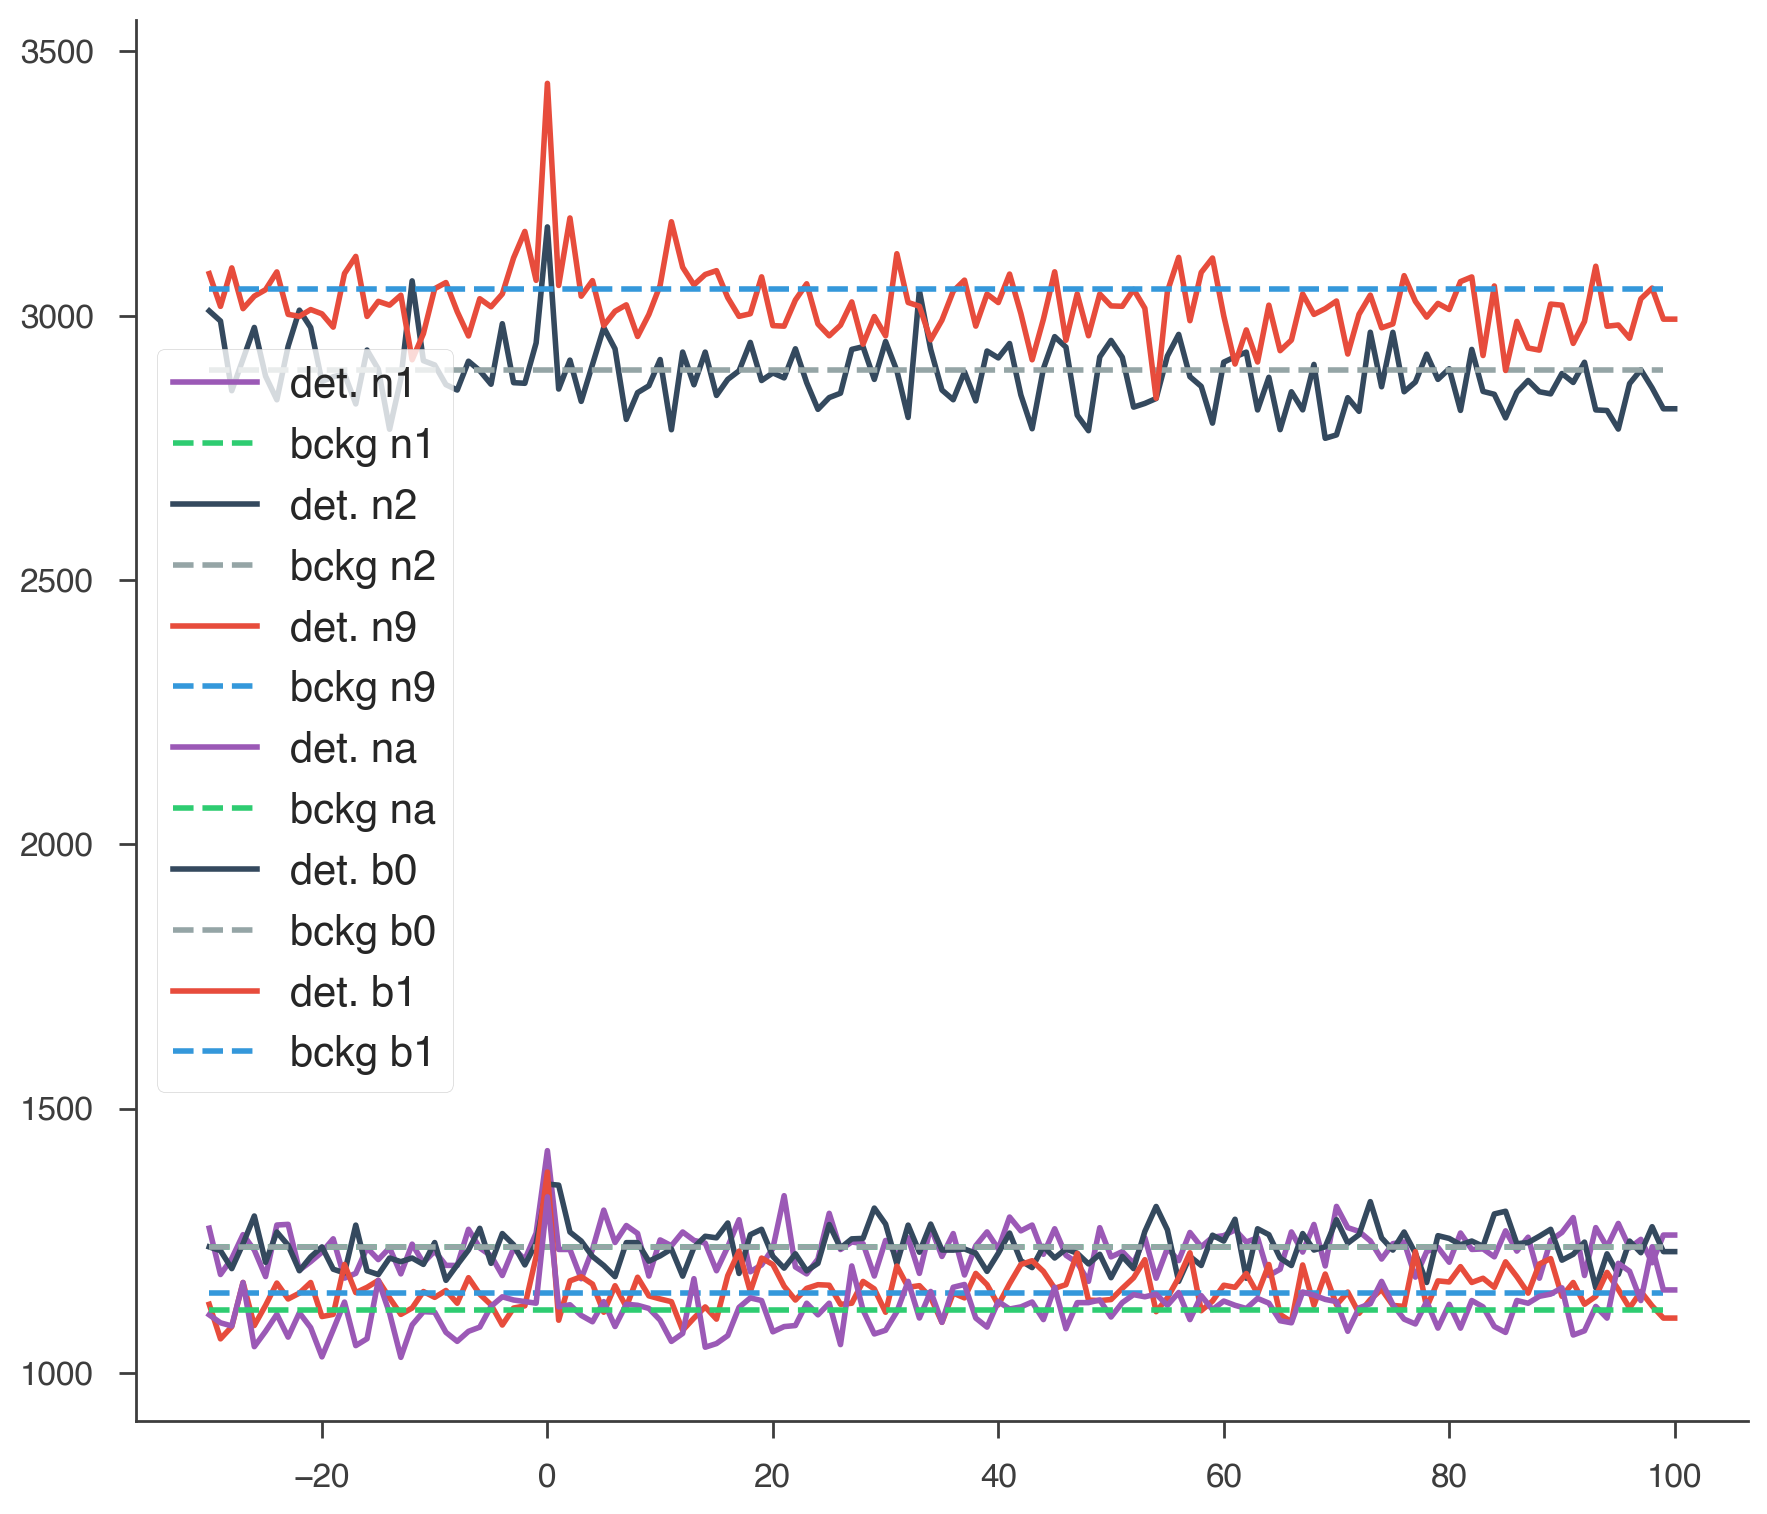 3500
3000
2500
2000
1500
1000
det. n1
bckg n1
det. n2
bckg n2
det. n9
bckg n9
det. na
bckg na
det. b0
bckg b0
det. b1
bckg b1
−20 0 20 40 60 80 100